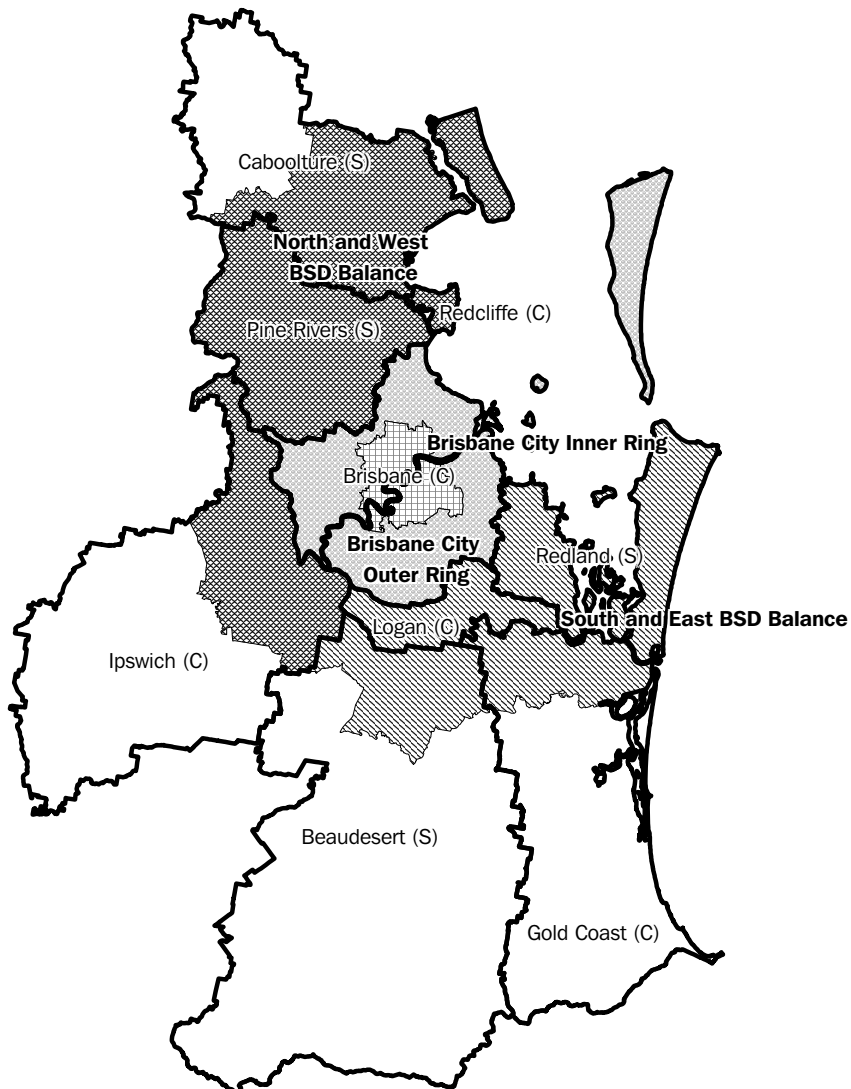 Caboolture (S)
North and West
BSD Balance
Redcliffe (C)
Pine Rivers (S)
Brisbane City Inner Ring
Brisbane (C)
Brisbane City
Outer Ring
Redland (S)
South and East BSD Balance
Logan (C)
Ipswich (C)
Beaudesert (S)
Gold Coast (C)